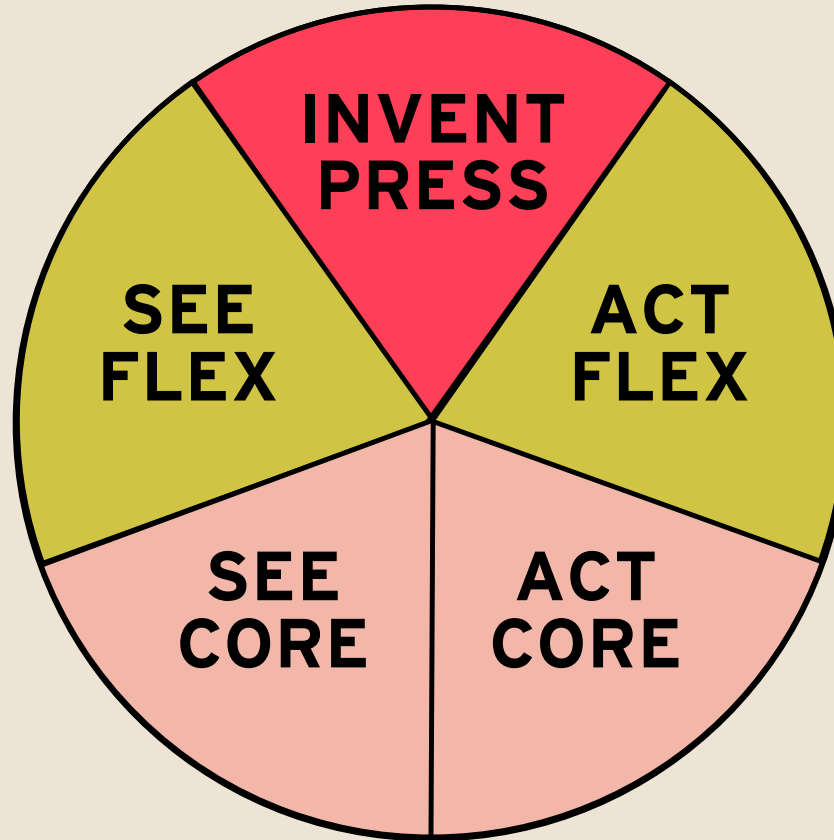 INVENT
PRESS
SEE
FLEX
ACT
FLEX
SEE
CORE
ACT
CORE